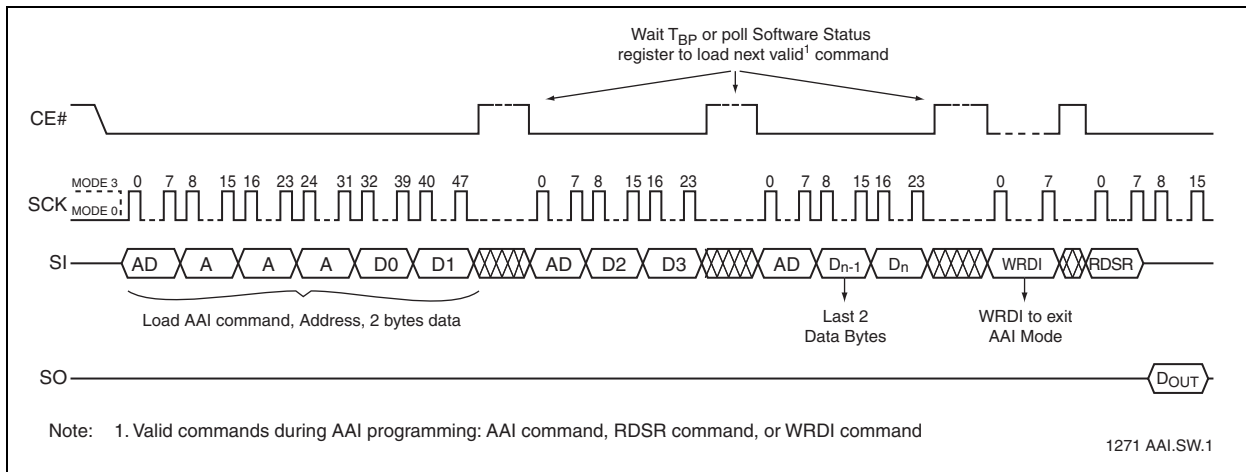 Wait TBP or poll Software Status
register to load next valid1 command
CE#
MODE 3
MODE 0
SCK
0 7 8 15 16 23 24 31 32 39 40 47 0 7 8 15 16 23 0 7 8 15 16 23 0 7 0 7 8 15
SI
AD A A A D0 D1 AD D2 D3 AD Dn-1 Dn WRDI RDSR
Load AAI command, Address, 2 bytes data
Last 2
Data Bytes
WRDI to exit
AAI Mode
SO
DOUT
Note: 1. Valid commands during AAI programming: AAI command, RDSR command, or WRDI command
1271 AAI.SW.1